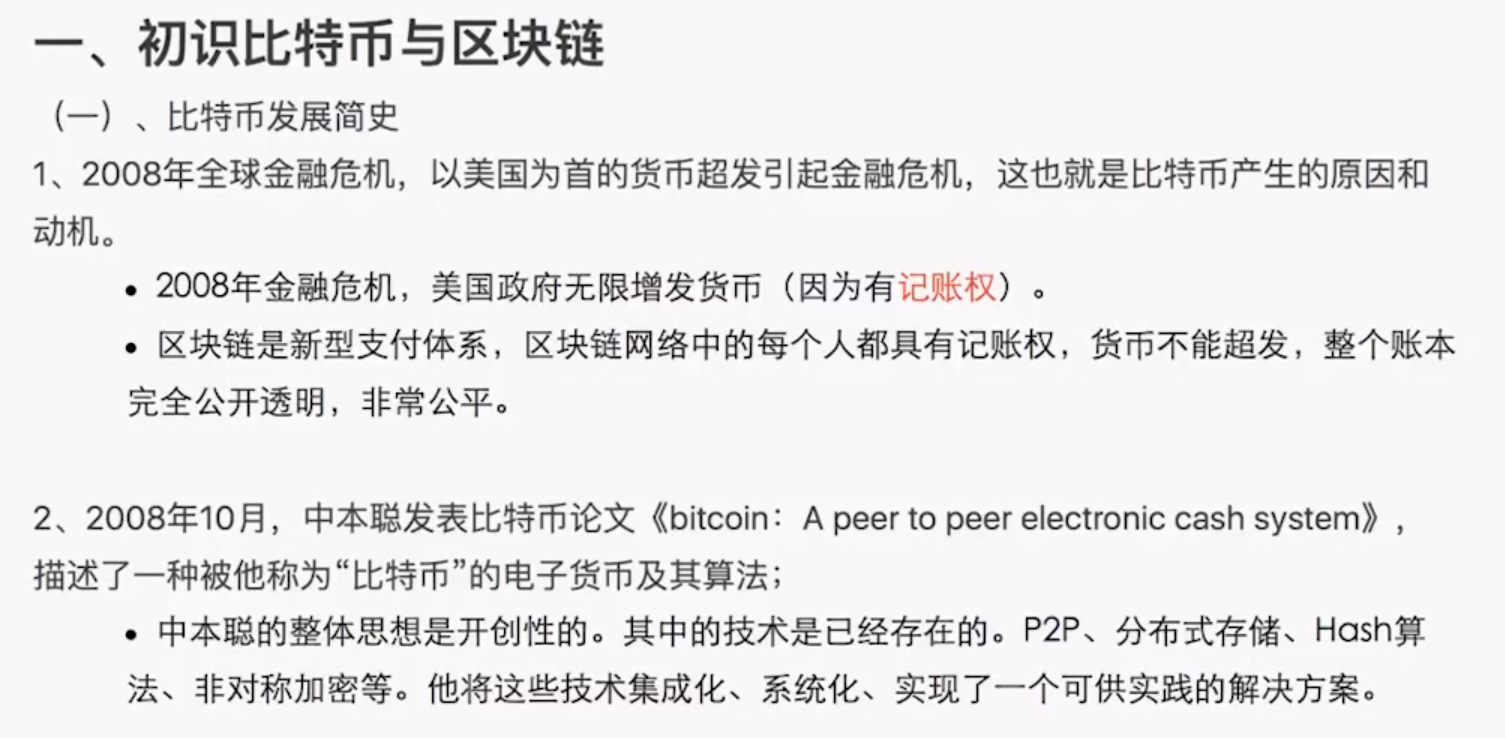 一、初识比特币与区块链
（一）、比特币发展简史
1、2008年全球金融危机，以美国为首的货币超发引起金融危机，这也就是比特币产生的原因和
动机。
• 2008年金融危机，美国政府无限增发货币（因为有记账权）。
• 区块链是新型支付体系，区块链网络中的每个人都具有记账权，货币不能超发，整个账本
完全公开透明，非常公平。
2、2008年10月，中本聪发表比特币论文《bitcoin：A peer to peer electronic cash system》，
描述了一种被他称为“比特币”的电子货币及其算法；
• 中本聪的整体思想是开创性的。其中的技术是已经存在的。P2P、分布式存储、Hash算
法、非对称加密等。他将这些技术集成化、系统化、实现了一个可供实践的解决方案。